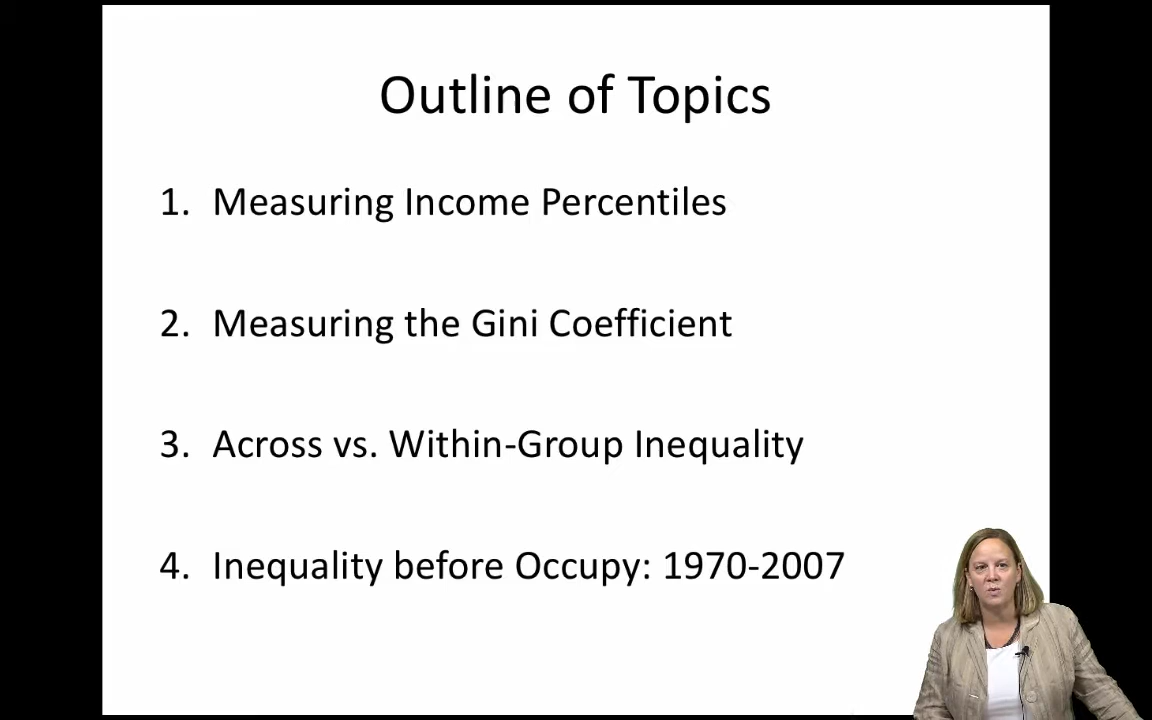 Outline of Topics
1. Measuring Income Percentiles
2. Measuring the Gini Coefficient
3. Across vs. Within-Group Inequality
4. Inequality before Occupy: 1970-2007